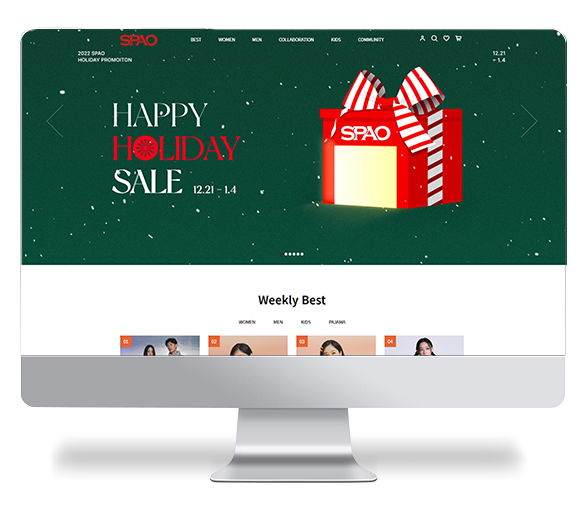 SPAO
BEST WOMEN MEN COLLABORATION KIDS COMMUNITY
2022 SPAO
HOLIDAY PROMOITON
12.21
– 1.4
HAPPY
HOLIDAY
SALE 12.21 - 1.4
SPAO
Weekly Best
WOMEN MEN KIDS PAJAMA
01 02 03 04